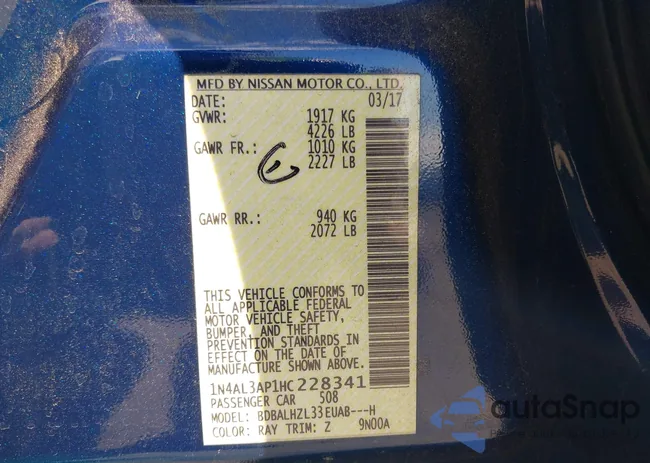 MFD BY NISSAN MOTOR CO., LTD.
DATE: 03/17
GVWR: 1917 KG
4226 LB
GAWR FR.: 1010 KG
2227 LB
GAWR RR.: 940 KG
2072 LB
THIS VEHICLE CONFORMS TO
ALL APPLICABLE FEDERAL
MOTOR VEHICLE SAFETY,
BUMPER, AND THEFT
PREVENTION STANDARDS IN
EFFECT ON THE DATE OF
MANUFACTURE SHOWN ABOVE.
1N4AL3AP1HC228341
PASSENGER CAR 508
MODEL: BDBALHZL33EUAB---H
COLOR: RAY TRIM: Z 9N00A
autoSnap